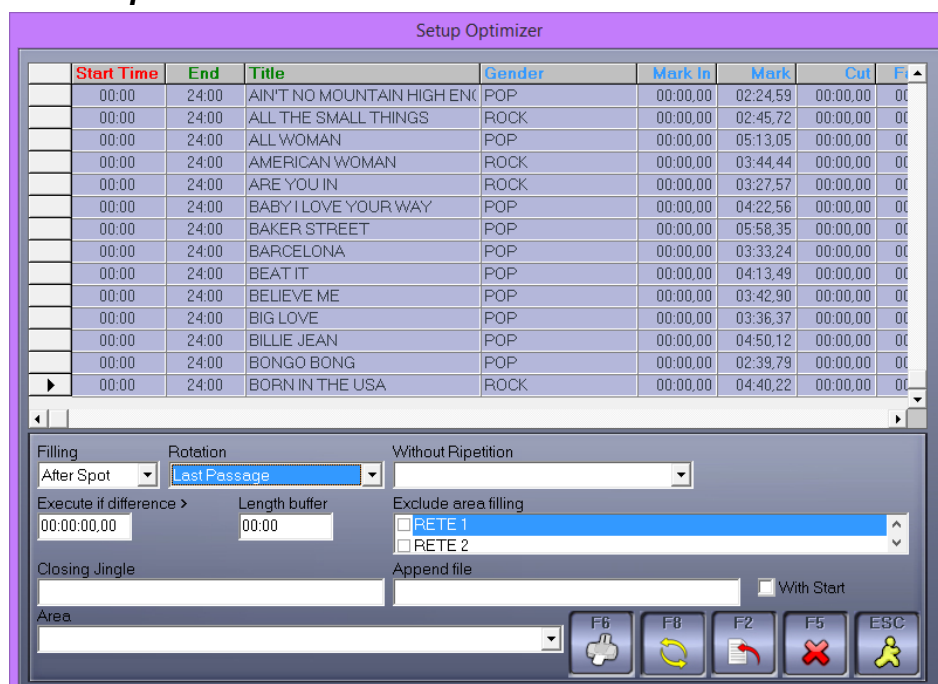 Setup Optimizer
Start Time End Title Gender Mark In Mark Cut
00:00 24:00 AIN'T NO MOUNTAIN HIGH EN POP 00:00,00 02:24,59 00:00,00 00
00:00 24:00 ALL THE SMALL THINGS ROCK 00:00,00 02:45,72 00:00,00 00
00:00 24:00 ALL WOMAN POP 00:00,00 05:13,05 00:00,00 00
00:00 24:00 AMERICAN WOMAN ROCK 00:00,00 03:44,44 00:00,00 00
00:00 24:00 ARE YOU IN ROCK 00:00,00 03:27,57 00:00,00 00
00:00 24:00 BABY I LOVE YOUR WAY POP 00:00,00 04:22,56 00:00,00 00
00:00 24:00 BAKER STREET POP 00:00,00 05:58,35 00:00,00 00
00:00 24:00 BARCELONA POP 00:00,00 03:33,24 00:00,00 00
00:00 24:00 BEAT IT POP 00:00,00 04:13,49 00:00,00 00
00:00 24:00 BELIEVE ME POP 00:00,00 03:42,90 00:00,00 00
00:00 24:00 BIG LOVE POP 00:00,00 03:36,37 00:00,00 00
00:00 24:00 BILLIE JEAN POP 00:00,00 04:50,12 00:00,00 00
00:00 24:00 BONGO BONG POP 00:00,00 02:39,79 00:00,00 00
00:00 24:00 BORN IN THE USA ROCK 00:00,00 04:40,22 00:00,00 00
Filling Rotation Without Ripetition
After Spot Last Passage
Execute if difference > Length buffer Exclude area filling
00:00:00,00 00:00 RETE 1
RETE 2
Closing Jingle Append file
With Start
Area
F6 F8 F2 F5 ESC